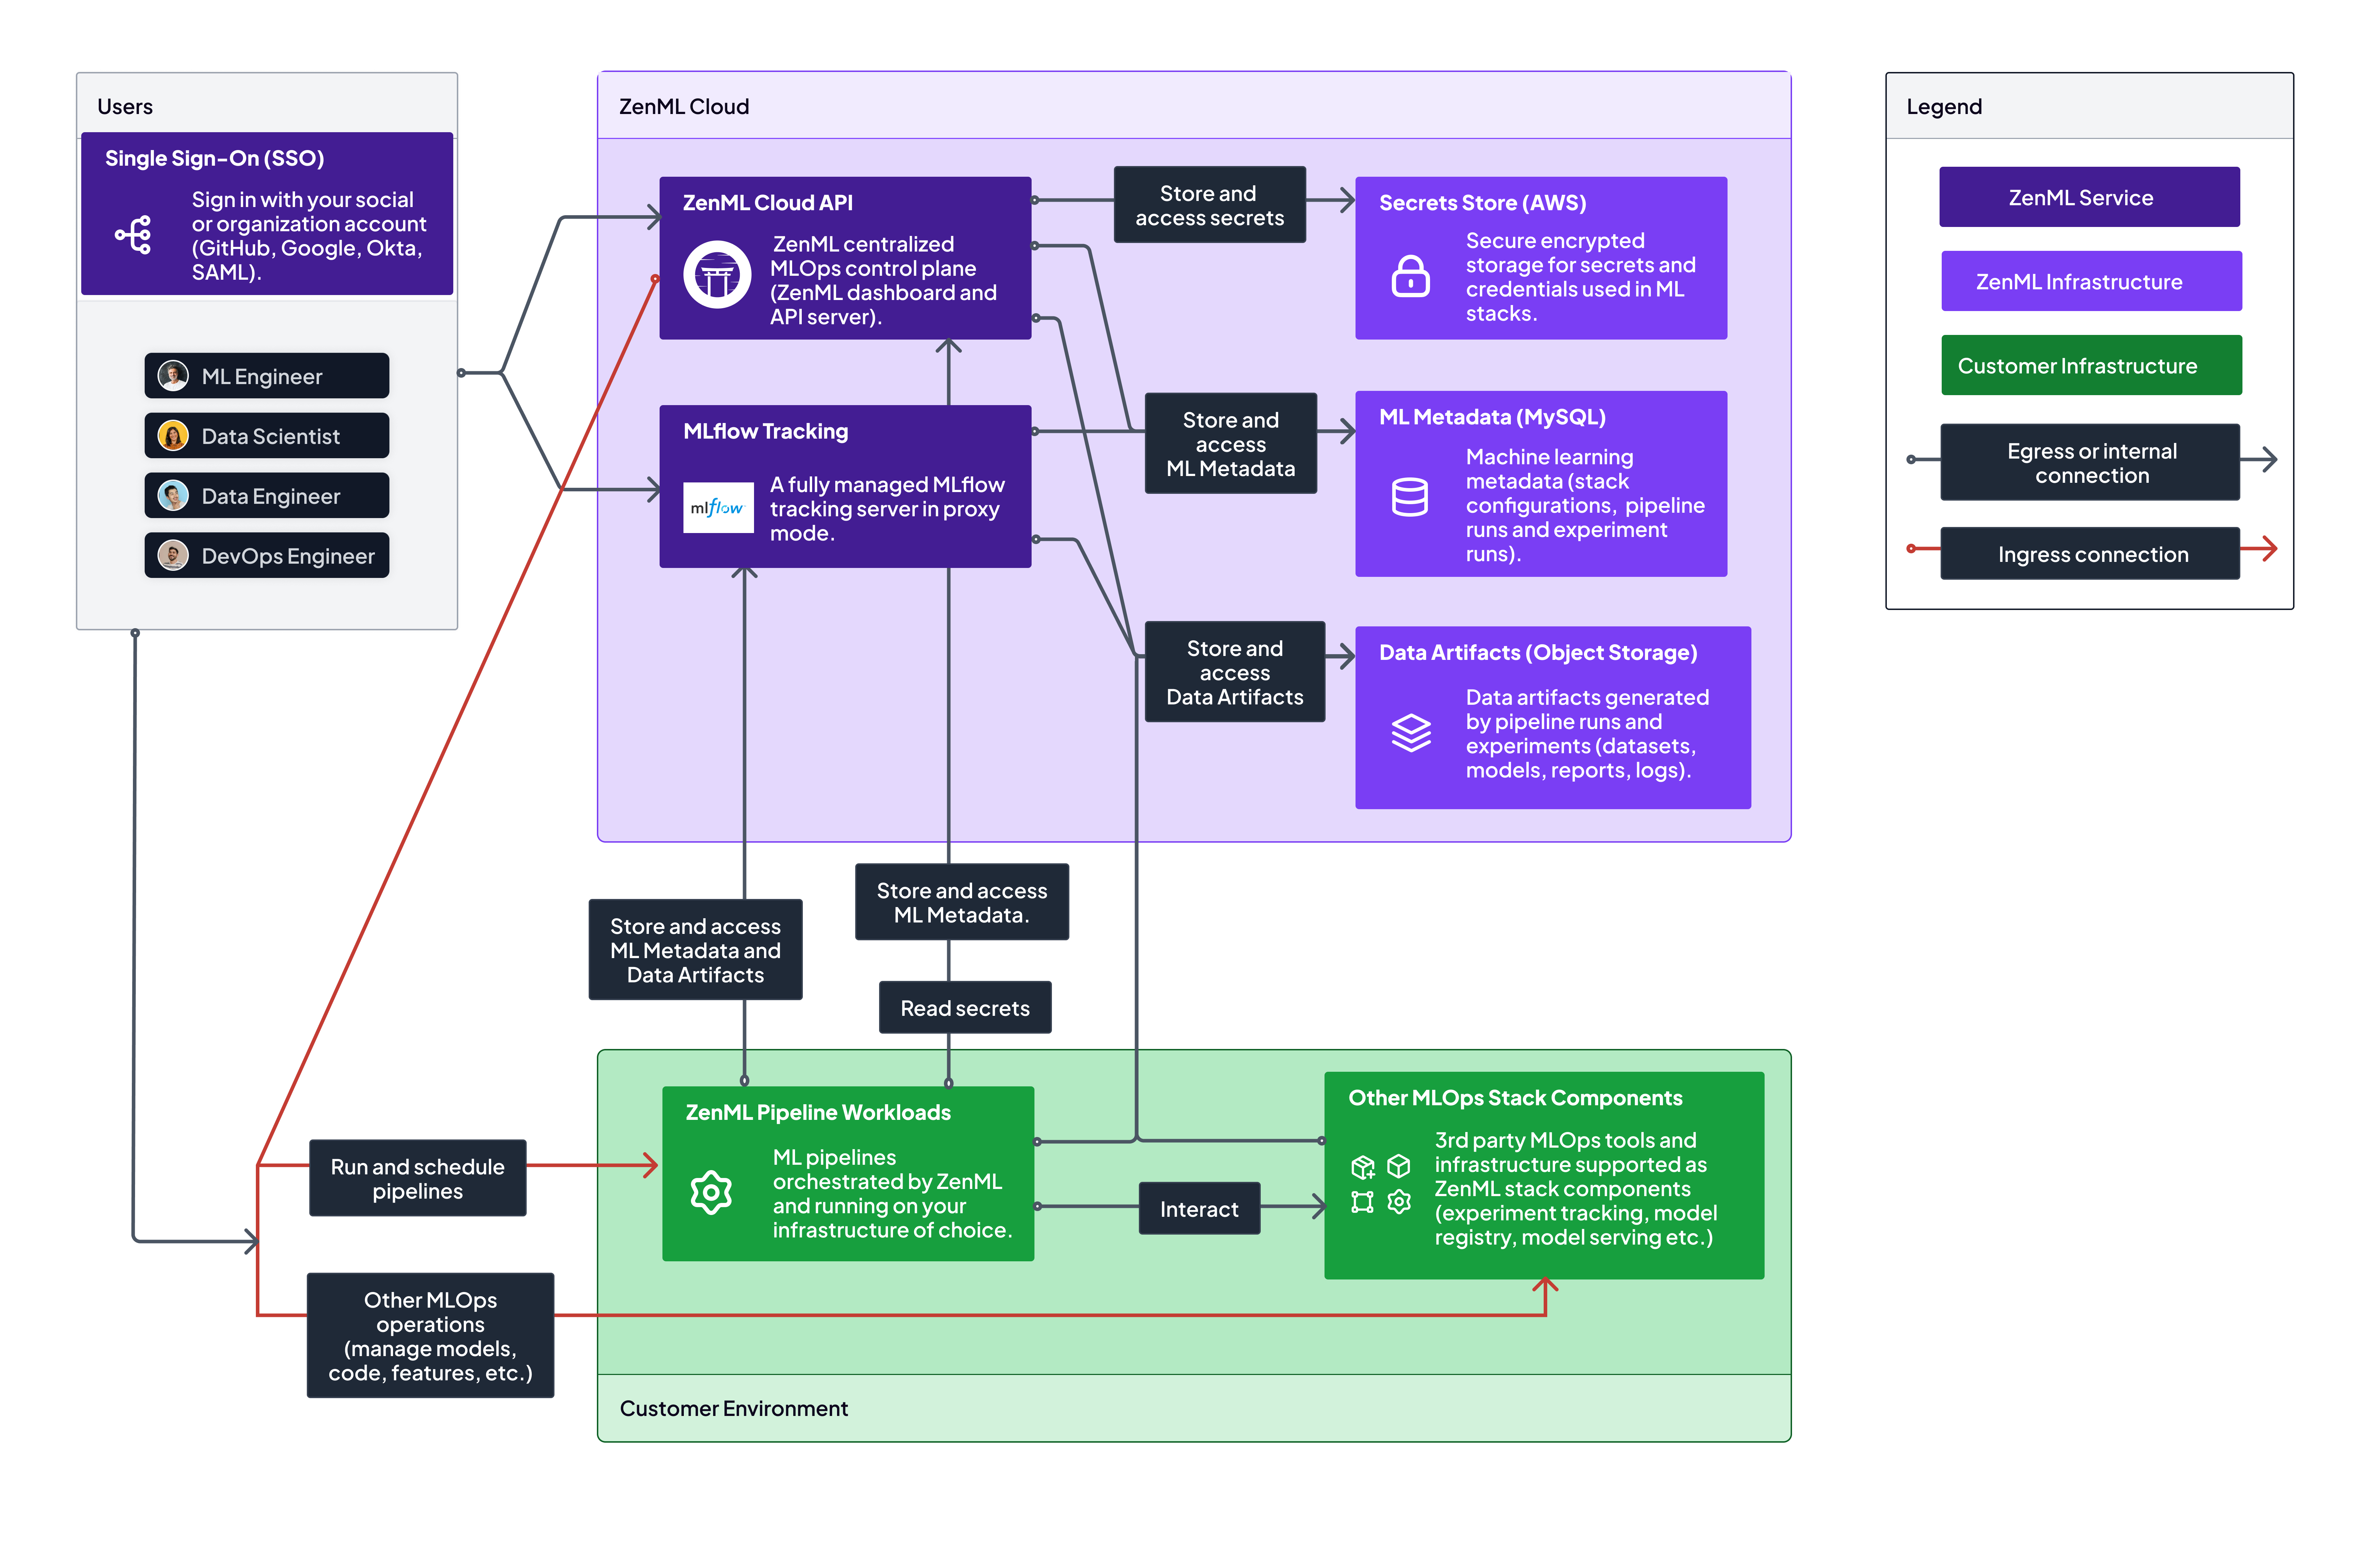 Users
Single Sign-On (SSO)
Sign in with your social
or organization account
(GitHub, Google, Okta,
SAML).
ML Engineer
Data Scientist
Data Engineer
DevOps Engineer
ZenML Cloud
ZenML Cloud API
ZenML centralized
MLOps control plane
(ZenML dashboard and
API server).
MLflow Tracking
mlflow
A fully managed MLflow
tracking server in proxy
mode.
Store and
access secrets
Store and
access
ML Metadata
Store and
access
Data Artifacts
Secrets Store (AWS)
Secure encrypted
storage for secrets and
credentials used in ML
stacks.
ML Metadata (MySQL)
Machine learning
metadata (stack
configurations, pipeline
runs and experiment
runs).
Data Artifacts (Object Storage)
Data artifacts generated
by pipeline runs and
experiments (datasets,
models, reports, logs).
Legend
ZenML Service
ZenML Infrastructure
Customer Infrastructure
Egress or internal
connection
Ingress connection
Store and access
ML Metadata and
Data Artifacts
Store and access
ML Metadata.
Read secrets
Run and schedule
pipelines
Other MLOps
operations
(manage models,
code, features, etc.)
ZenML Pipeline Workloads
ML pipelines
orchestrated by ZenML
and running on your
infrastructure of choice.
Interact
Other MLOps Stack Components
3rd party MLOps tools and
infrastructure supported as
ZenML stack components
(experiment tracking, model
registry, model serving etc.)
Customer Environment